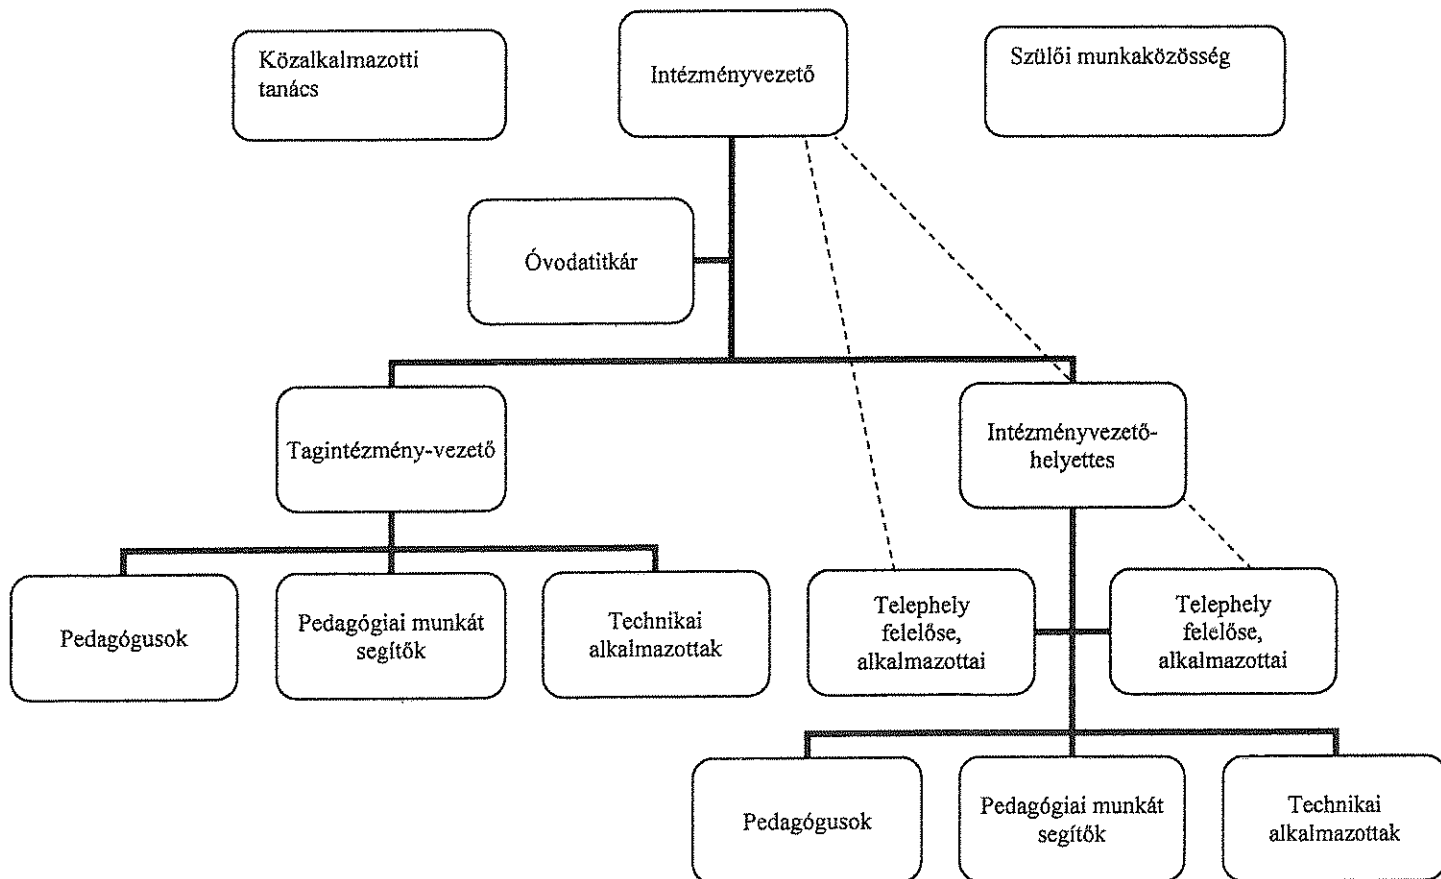 Közalkalmazotti
tanács
Intézményvezető
Szülői munkaközösség
Óvodatitkár
Tagintézmény-vezető
Intézményvezető-
helyettes
Pedagógusok
Pedagógiai munkát
segítők
Technikai
alkalmazottak
Telephely
felelőse,
alkalmazottai
Telephely
felelőse,
alkalmazottai
Pedagógusok
Pedagógiai munkát
segítők
Technikai
alkalmazottak